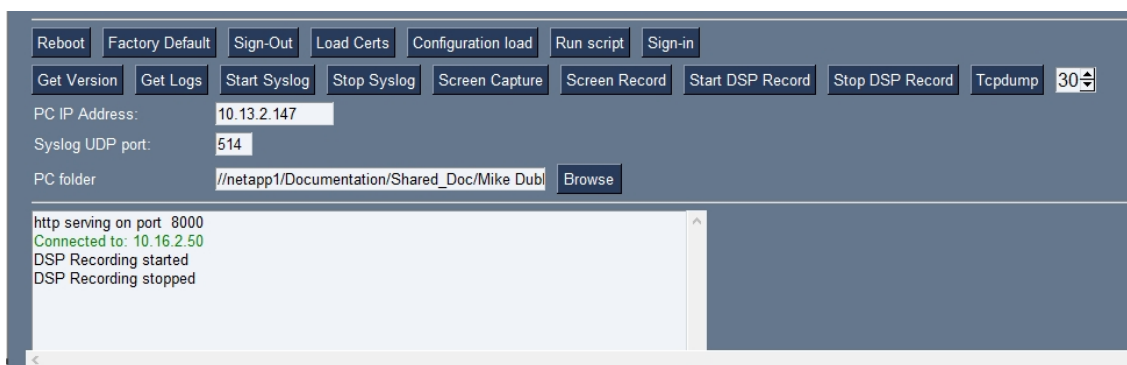 Reboot Factory Default Sign-Out Load Certs Configuration load Run script Sign-in
Get Version Get Logs Start Syslog Stop Syslog Screen Capture Screen Record Start DSP Record Stop DSP Record Tcpdump 30
PC IP Address: 10.13.2.147
Syslog UDP port: 514
PC folder //netapp1/Documentation/Shared_Doc/Mike Dubl Browse
http serving on port 8000
Connected to: 10.16.2.50
DSP Recording started
DSP Recording stopped